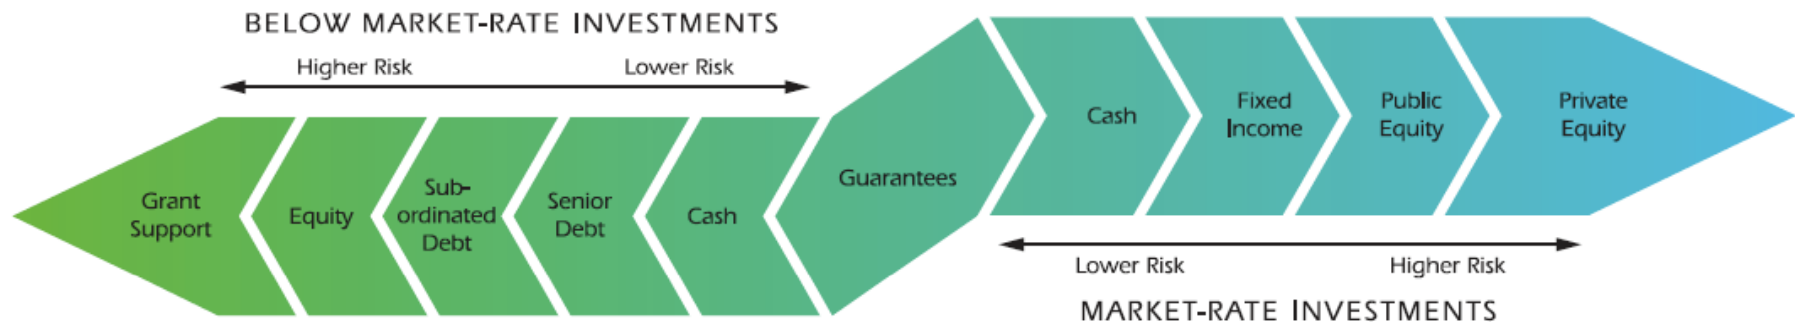 BELOW MARKET-RATE INVESTMENTS
Higher Risk
Lower Risk
Grant
Support
Equity
Sub-
ordinated
Debt
Senior
Debt
Cash
Guarantees
Cash
Fixed
Income
Public
Equity
Private
Equity
Lower Risk
Higher Risk
MARKET-RATE INVESTMENTS